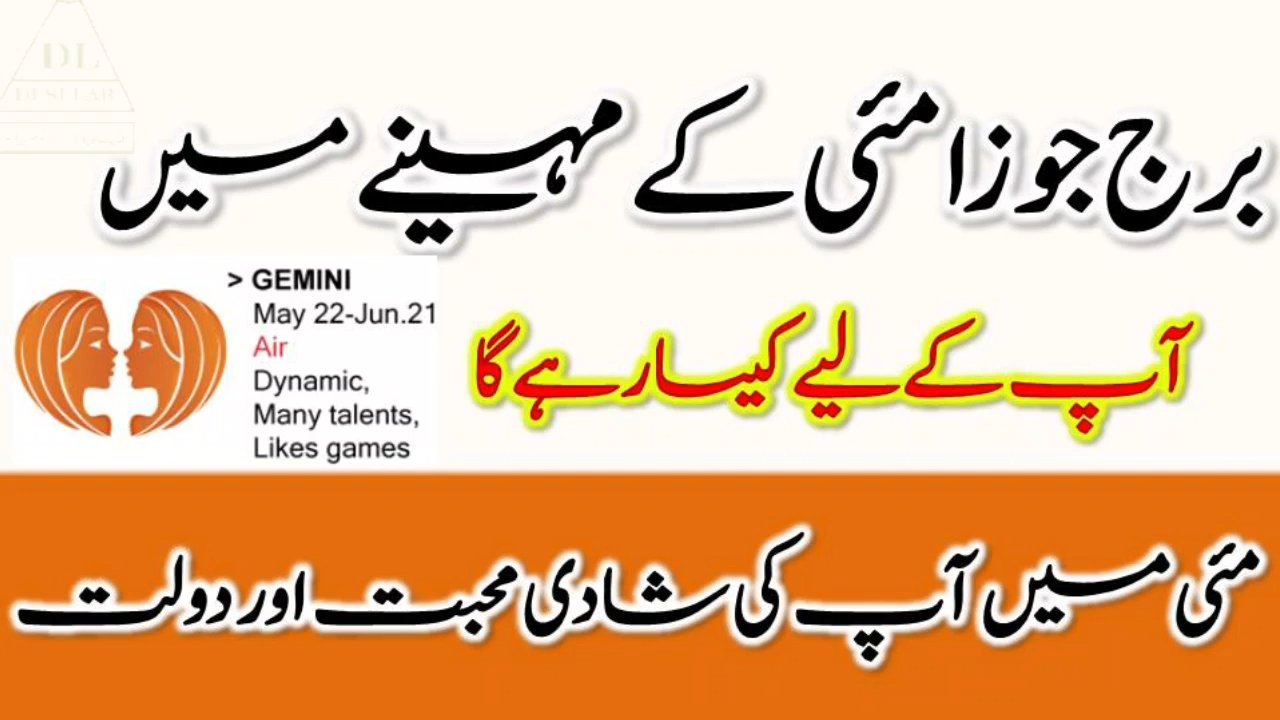 برج جوزا مئی کے مہینے میں
> GEMINI
May 22-Jun.21
Air
Dynamic,
Many talents,
Likes games
آپ کے لیے کیسا رہے گا
مئی میں آپ کی شادی محبت اور دولت
DL